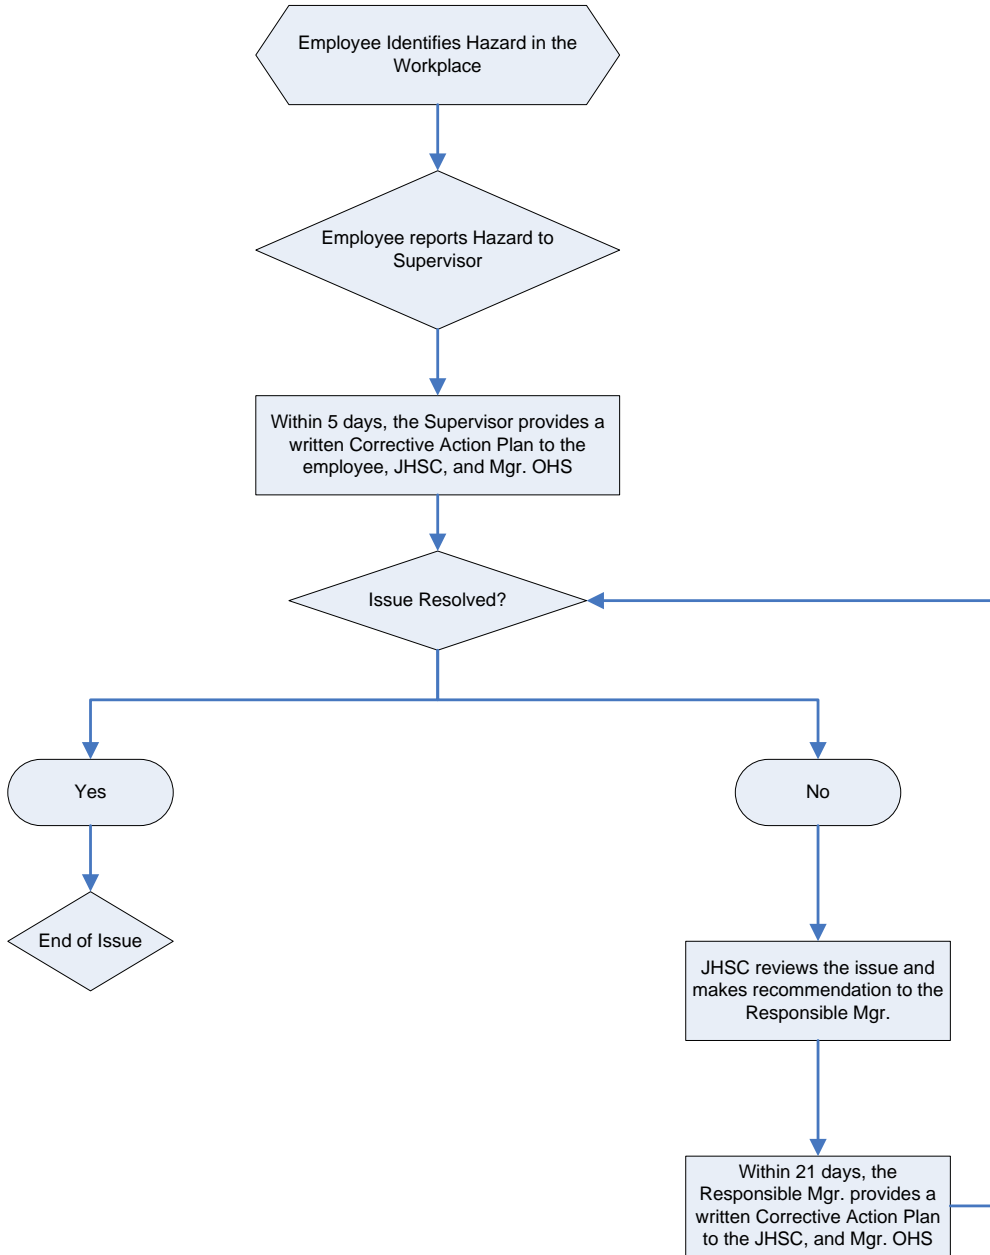 Employee Identifies Hazard in the
Workplace
Employee reports Hazard to
Supervisor
Within 5 days, the Supervisor provides a
written Corrective Action Plan to the
employee, JHSC, and Mgr. OHS
Issue Resolved?
Yes
No
End of Issue
JHSC reviews the issue and
makes recommendation to the
Responsible Mgr.
Within 21 days, the
Responsible Mgr. provides a
written Corrective Action Plan
to the JHSC, and Mgr. OHS